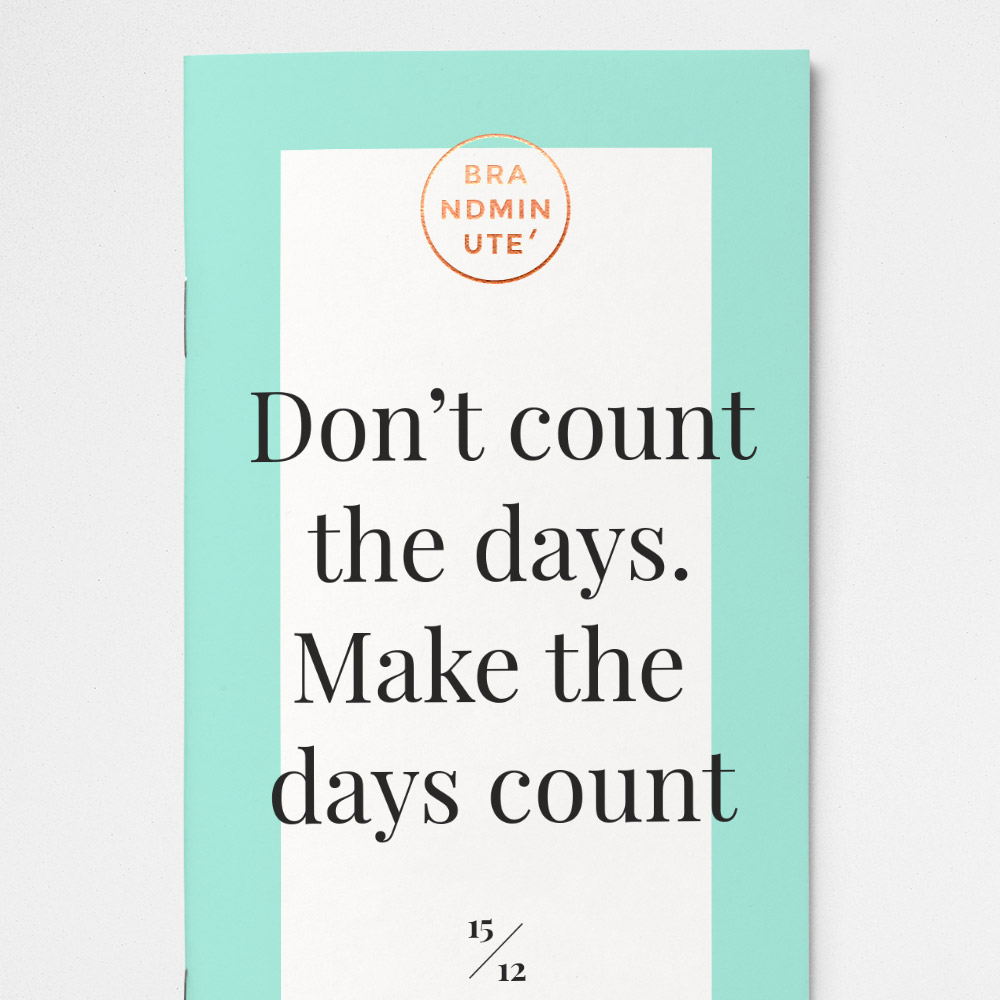 BRA
NDMIN
UTE′
Don’t count
the days.
Make the
days count
15/
12